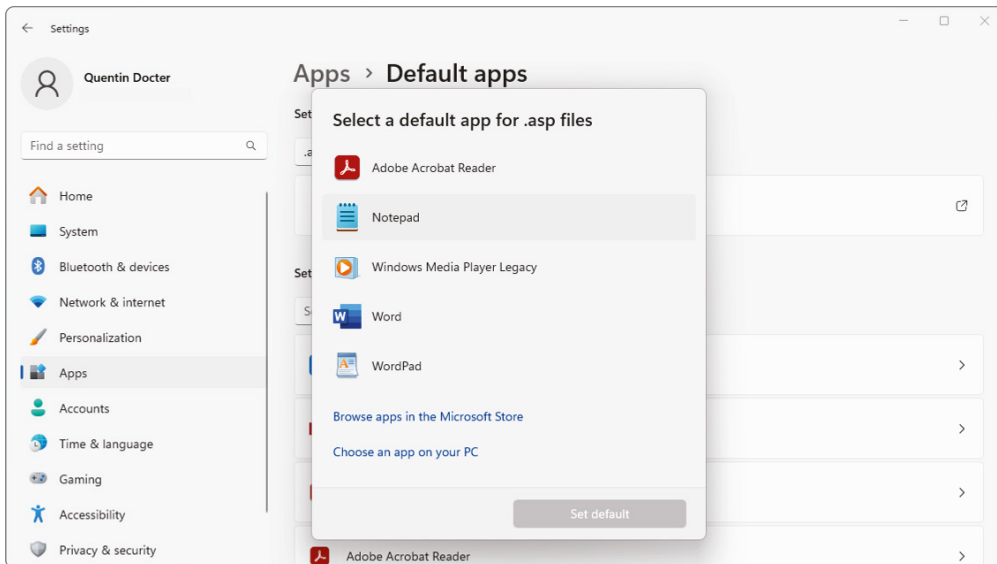 Settings
Quentin Docter
Find a setting
Home
System
Bluetooth & devices
Network & internet
Personalization
Apps
Accounts
Time & language
Gaming
Accessibility
Privacy & security
Apps > Default apps
Set
.a
Select a default app for .asp files
Adobe Acrobat Reader
Notepad
Windows Media Player Legacy
Word
WordPad
Browse apps in the Microsoft Store
Choose an app on your PC
Set default
Set
S
Adobe Acrobat Reader